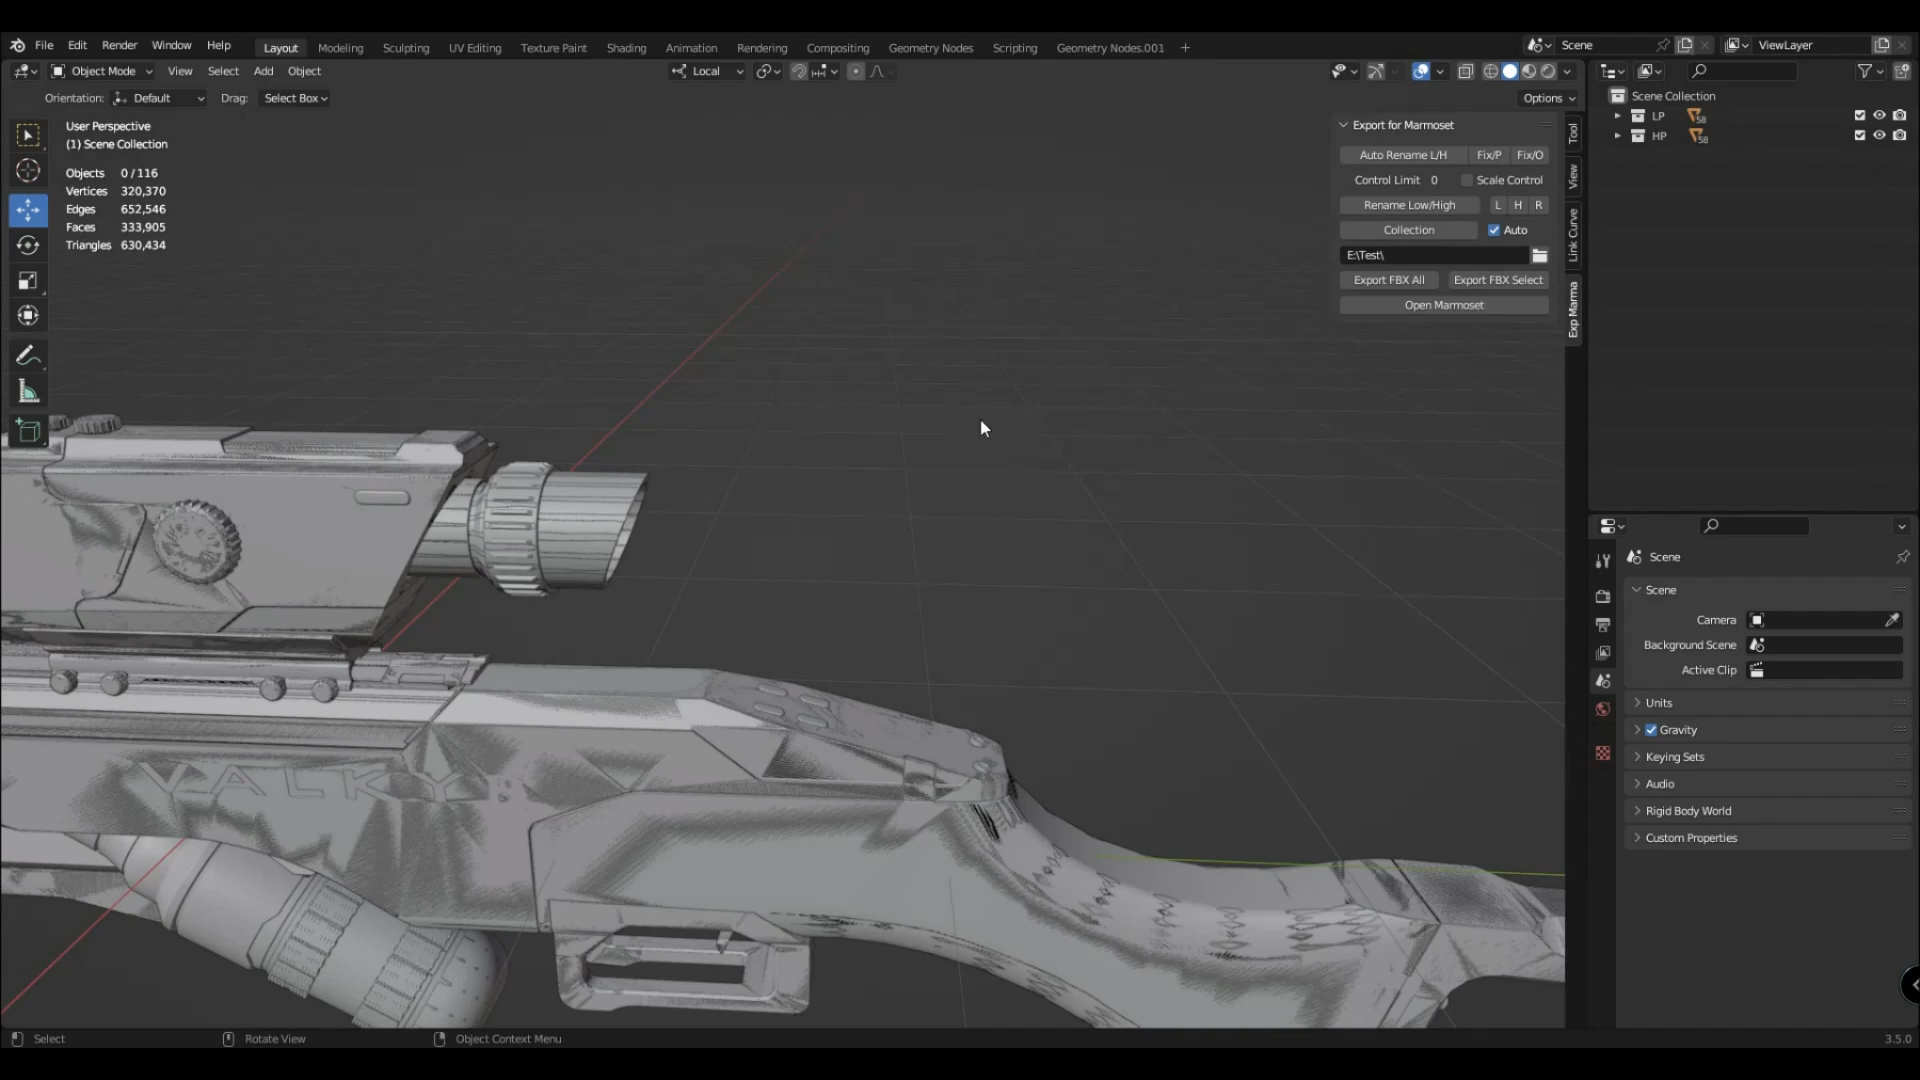 File Edit Render Window Help Layout Modeling Sculpting UV Editing Texture Paint Shading Animation Rendering Compositing Geometry Nodes Scripting Geometry Nodes.001 + Scene ViewLayer
Object Mode View Select Add Object Local
Orientation: Default Drag: Select Box Options
User Perspective
(1) Scene Collection
Objects 0 / 116
Vertices 320,370
Edges 652,546
Faces 333,905
Triangles 630,434
Export for Marmoset
Auto Rename L/H Fix/P Fix/O
Control Limit 0 Scale Control
Rename Low/High L H R
Collection Auto
E:\Test\
Export FBX All Export FBX Select
Open Marmoset
Tool
View
Link Curve
Exp Marma
Scene Collection
LP 58
HP 58
Scene
Scene
Camera
Background Scene
Active Clip
Units
Gravity
Keying Sets
Audio
Rigid Body World
Custom Properties
VALKY
Select Rotate View Object Context Menu 3.5.0